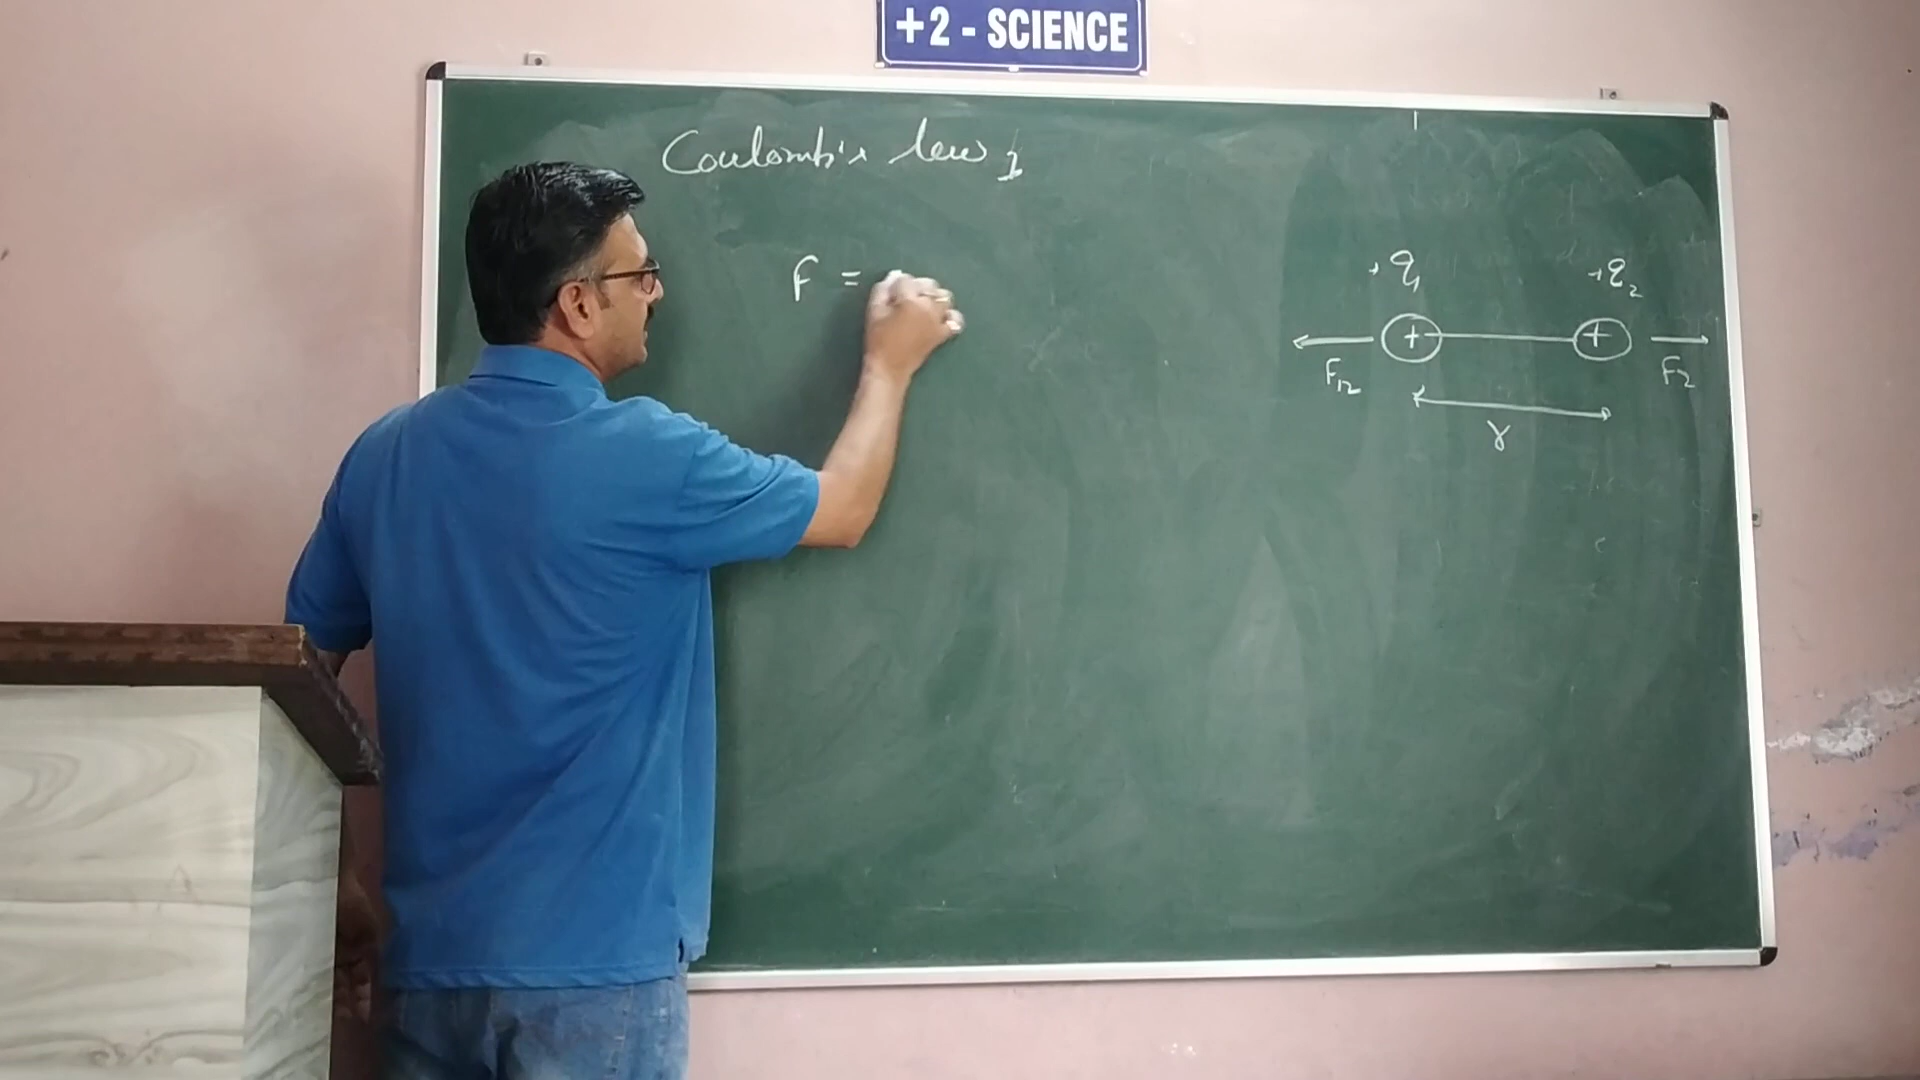 +2 - SCIENCE
Coulomb's law
F =
+q1 +q2
+ +
F12 F2
r